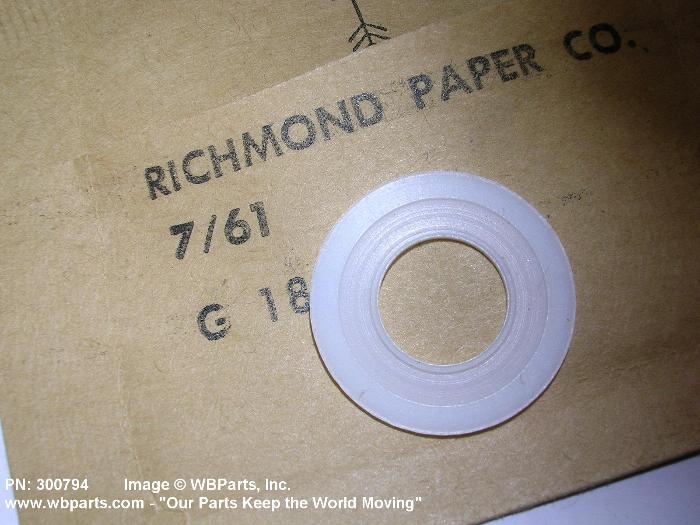 RICHMOND PAPER CO.
7/61
G 18
PN: 300794 Image © WBParts, Inc.
www.wbparts.com - "Our Parts Keep the World Moving"